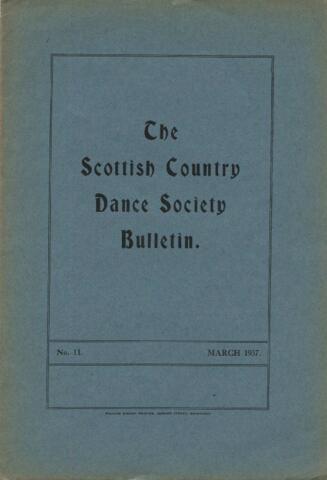 The
Scottish Country
Dance Society
Bulletin.
No. 11. MARCH 1937.